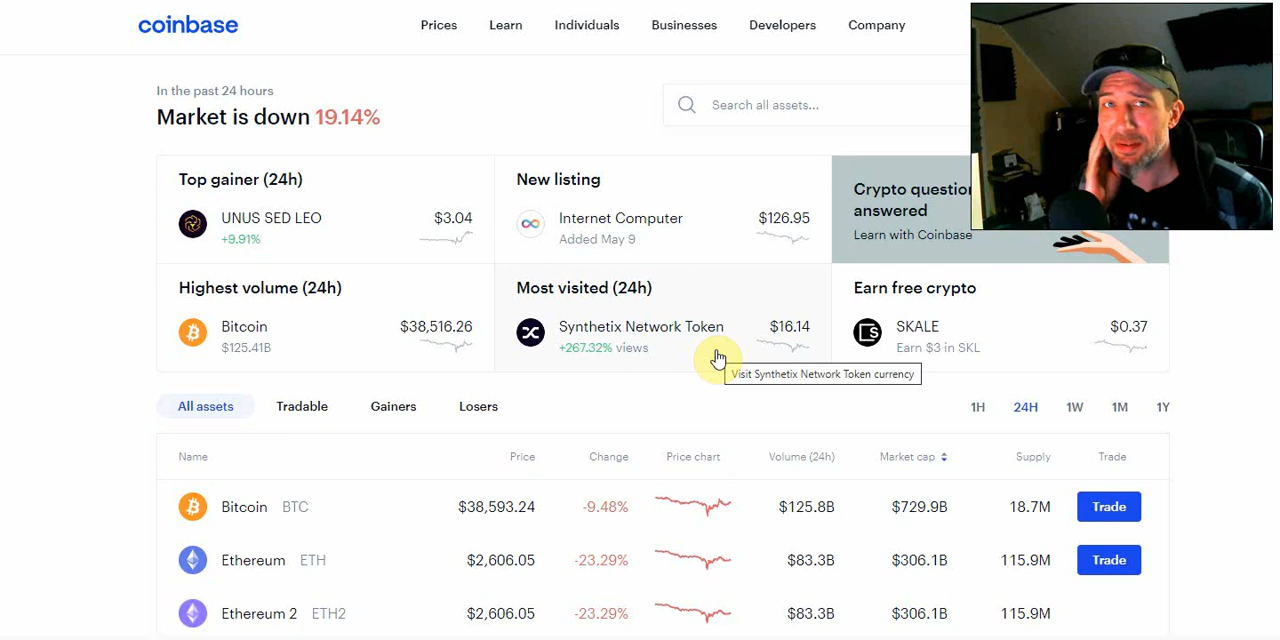 coinbase
Prices Learn Individuals Businesses Developers Company
In the past 24 hours
Market is down 19.14%
Search all assets...
Top gainer (24h)
UNUS SED LEO $3.04
+9.91%
New listing
Internet Computer $126.95
Added May 9
Crypto question
answered
Learn with Coinbase
Highest volume (24h)
Bitcoin $38,516.26
$125.41B
Most visited (24h)
Synthetix Network Token $16.14
+267.32% views
Visit Synthetix Network Token currency
Earn free crypto
SKALE $0.37
Earn $3 in SKL
All assets Tradable Gainers Losers 1H 24H 1W 1M 1Y
Name Price Change Price chart Volume (24h) Market cap Supply Trade
Bitcoin BTC $38,593.24 -9.48% $125.8B $729.9B 18.7M Trade
Ethereum ETH $2,606.05 -23.29% $83.3B $306.1B 115.9M Trade
Ethereum 2 ETH2 $2,606.05 -23.29% $83.3B $306.1B 115.9M